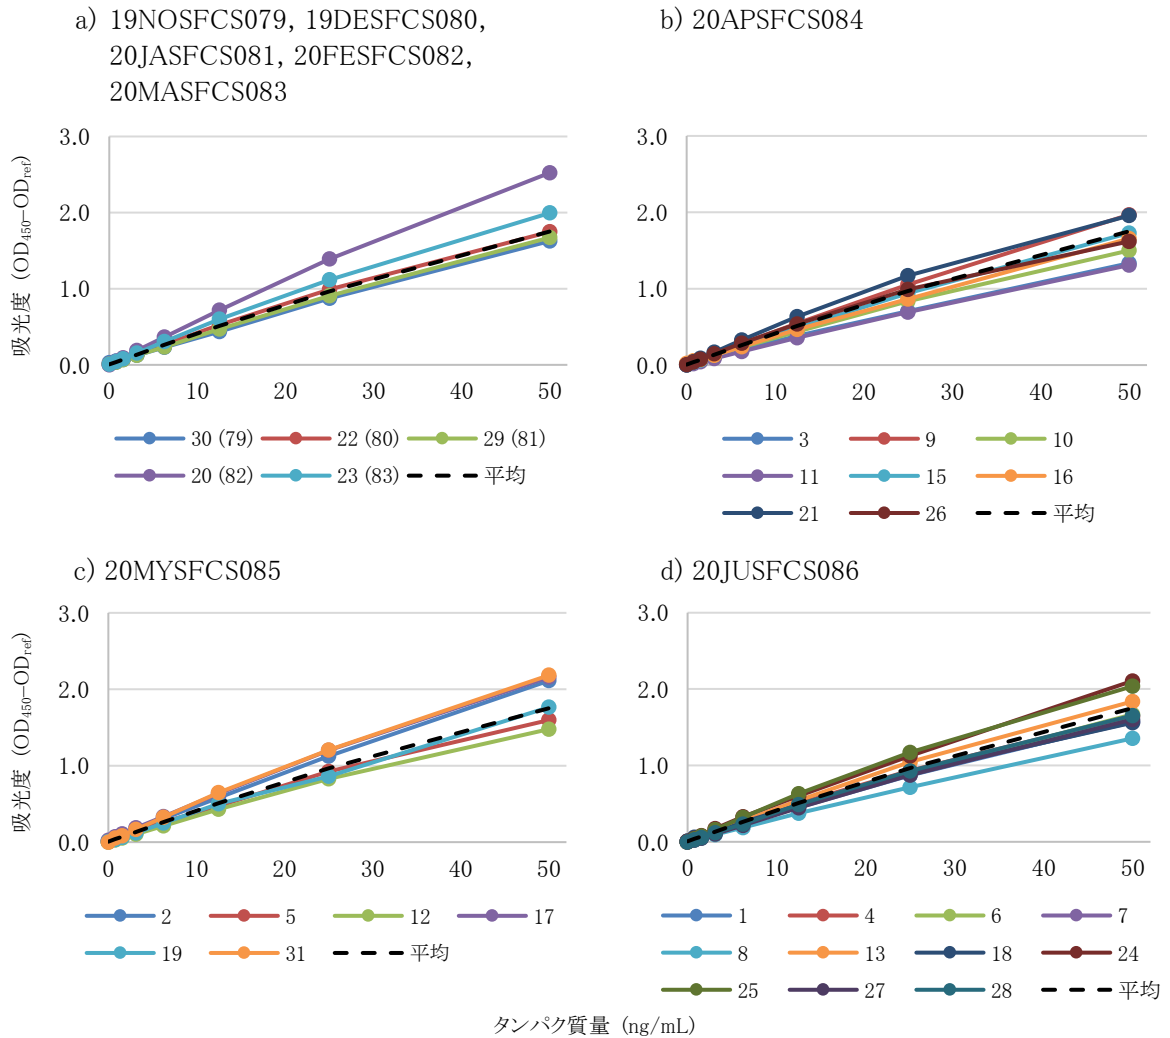 a) 19NOSFCS079, 19DESFCS080,
20JASFCS081, 20FESFCS082,
20MASFCS083
3.0
2.0
1.0
0.0
0 10 20 30 40 50
吸光度 (OD450−ODref)
30 (79) 22 (80) 29 (81)
20 (82) 23 (83) 平均
b) 20APSFCS084
3.0
2.0
1.0
0.0
0 10 20 30 40 50
3 9 10
11 15 16
21 26 平均
c) 20MYSFCS085
3.0
2.0
1.0
0.0
0 10 20 30 40 50
吸光度 (OD450−ODref)
2 5 12 17
19 31 平均
d) 20JUSFCS086
3.0
2.0
1.0
0.0
0 10 20 30 40 50
1 4 6 7
8 13 18 24
25 27 28 平均
タンパク質量 (ng/mL)